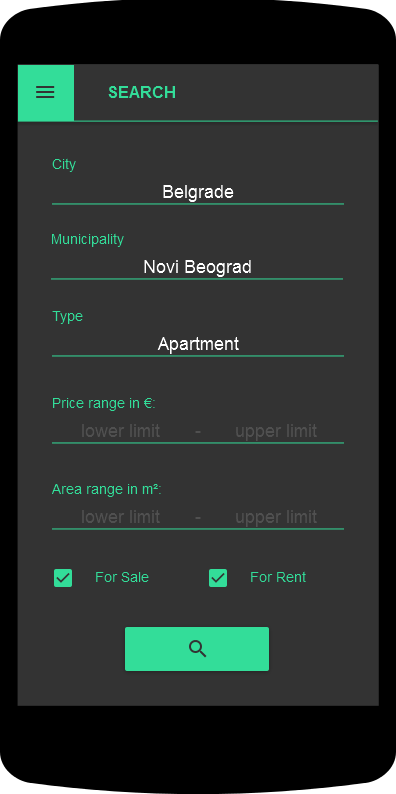 SEARCH
City
Belgrade
Municipality
Novi Beograd
Type
Apartment
Price range in €:
lower limit - upper limit
Area range in m²:
lower limit - upper limit
For Sale For Rent